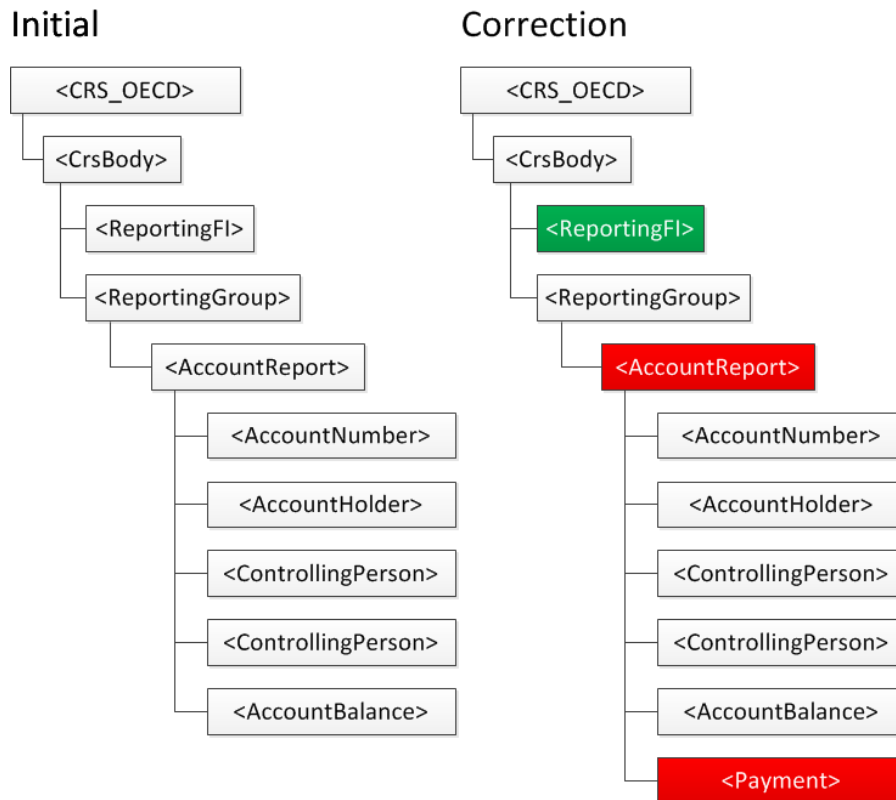 Initial
<CRS_OECD>
<CrsBody>
<ReportingFI>
<ReportingGroup>
<AccountReport>
<AccountNumber>
<AccountHolder>
<ControllingPerson>
<ControllingPerson>
<AccountBalance>
Correction
<CRS_OECD>
<CrsBody>
<ReportingFI>
<ReportingGroup>
<AccountReport>
<AccountNumber>
<AccountHolder>
<ControllingPerson>
<ControllingPerson>
<AccountBalance>
<Payment>